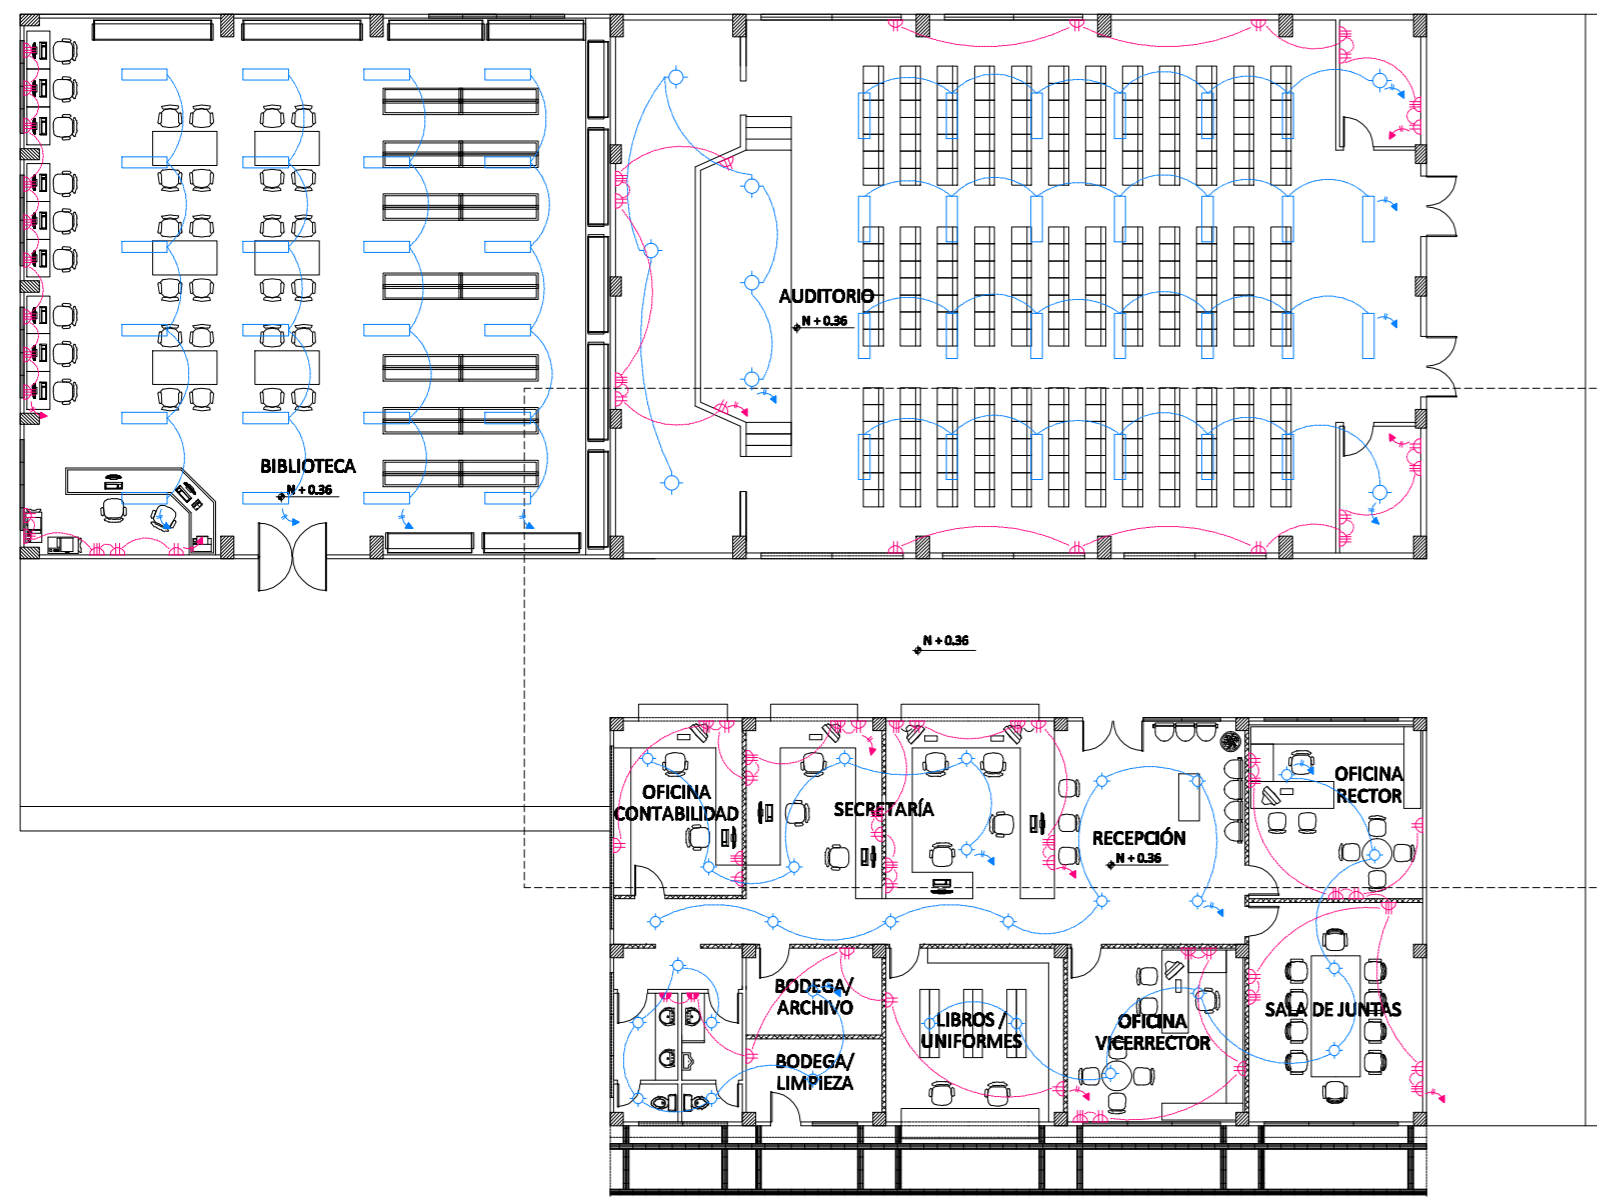 AUDITORIO
N + 0.36
BIBLIOTECA
N + 0.36
N + 0.36
OFICINA
CONTABILIDAD
SECRETARÍA
RECEPCIÓN
N + 0.36
OFICINA
RECTOR
BODEGA/
ARCHIVO
BODEGA/
LIMPIEZA
LIBROS /
UNIFORMES
OFICINA
VICERRECTOR
SALA DE JUNTAS